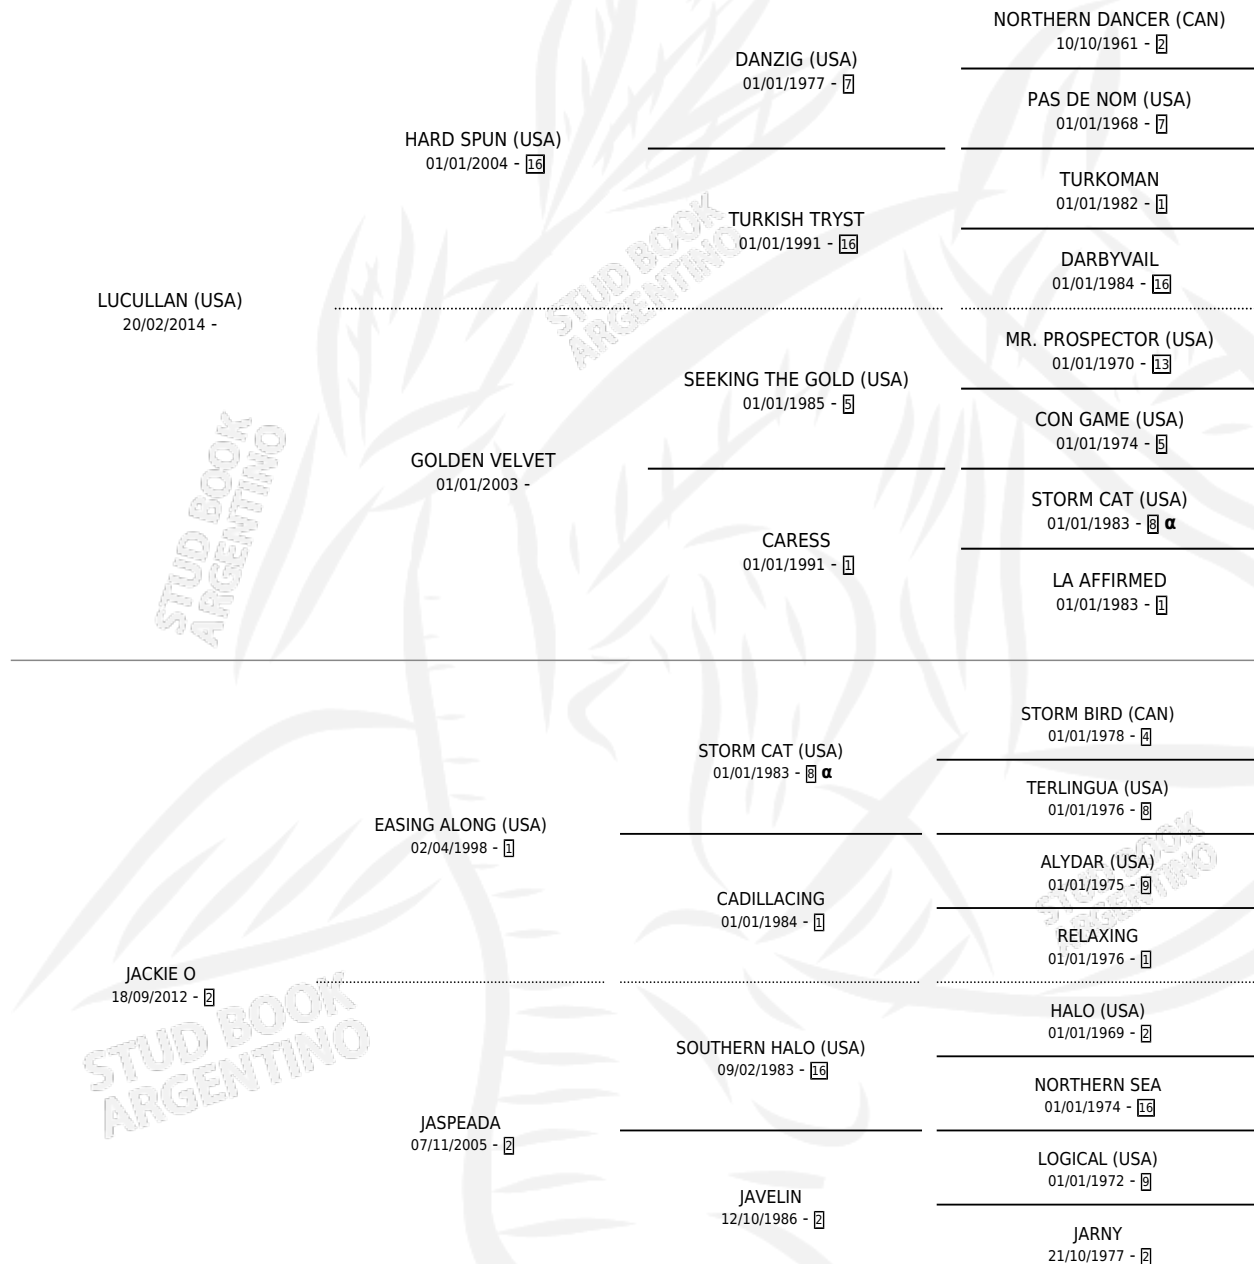 NORTHERN DANCER (CAN)
10/10/1961 - 2
DANZIG (USA)
01/01/1977 - 7
PAS DE NOM (USA)
01/01/1968 - 7
HARD SPUN (USA)
01/01/2004 - 16
TURKOMAN
01/01/1982 - 1
TURKISH TRYST
01/01/1991 - 16
DARBYVAIL
01/01/1984 - 16
LUCULLAN (USA)
20/02/2014 -
MR. PROSPECTOR (USA)
01/01/1970 - 13
SEEKING THE GOLD (USA)
01/01/1985 - 5
CON GAME (USA)
01/01/1974 - 5
GOLDEN VELVET
01/01/2003 -
STORM CAT (USA)
01/01/1983 - 8 α
CARESS
01/01/1991 - 1
LA AFFIRMED
01/01/1983 - 1
STORM BIRD (CAN)
01/01/1978 - 4
STORM CAT (USA)
01/01/1983 - 8 α
TERLINGUA (USA)
01/01/1976 - 8
EASING ALONG (USA)
02/04/1998 - 1
ALYDAR (USA)
01/01/1975 - 9
CADILLACING
01/01/1984 - 1
RELAXING
01/01/1976 - 1
JACKIE O
18/09/2012 - 2
HALO (USA)
01/01/1969 - 2
SOUTHERN HALO (USA)
09/02/1983 - 16
NORTHERN SEA
01/01/1974 - 16
JASPEADA
07/11/2005 - 2
LOGICAL (USA)
01/01/1972 - 9
JAVELIN
12/10/1986 - 2
JARNY
21/10/1977 - 2
STUD BOOK
ARGENTINO
STUD BOOK
ARGENTINO
STUD BOOK
ARGENTINO
STUD BOOK
ARGENTINO